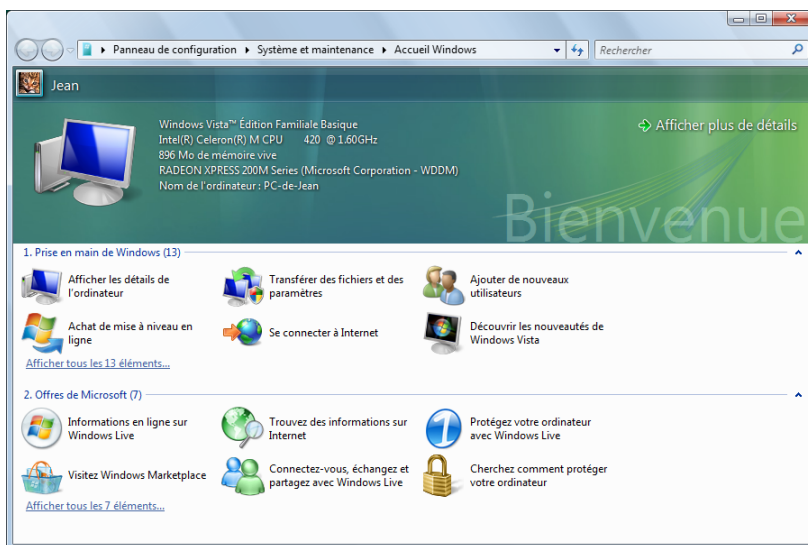 Panneau de configuration ▸ Système et maintenance ▸ Accueil Windows
Rechercher
Jean
Windows Vista™ Édition Familiale Basique
Intel(R) Celeron(R) M CPU 420 @ 1.60GHz
896 Mo de mémoire vive
RADEON XPRESS 200M Series (Microsoft Corporation - WDDM)
Nom de l'ordinateur : PC-de-Jean
Afficher plus de détails
Bienvenue
1. Prise en main de Windows (13)
Afficher les détails de
l'ordinateur
Transférer des fichiers et des
paramètres
Ajouter de nouveaux
utilisateurs
Achat de mise à niveau en
ligne
Se connecter à Internet
Découvrir les nouveautés de
Windows Vista
Afficher tous les 13 éléments...
2. Offres de Microsoft (7)
Informations en ligne sur
Windows Live
Trouvez des informations sur
Internet
Protégez votre ordinateur
avec Windows Live
Visitez Windows Marketplace
Connectez-vous, échangez et
partagez avec Windows Live
Cherchez comment protéger
votre ordinateur
Afficher tous les 7 éléments...